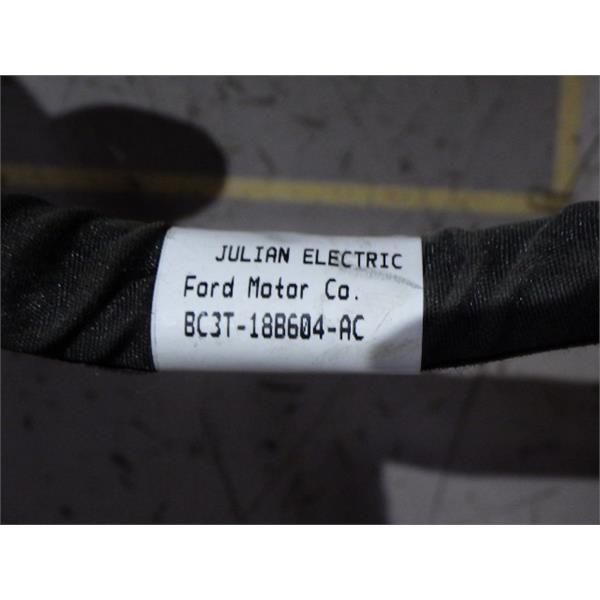 JULIAN ELECTRIC
Ford Motor Co.
BC3T-18B604-AC